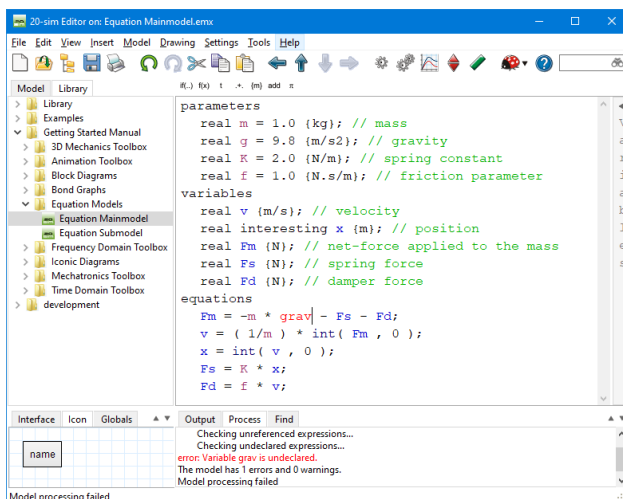 20-sim Editor on: Equation Mainmodel.emx
File Edit View Insert Model Drawing Settings Tools Help
Model Library
if(..) f(x) t .+. {m} add π
Library
Examples
Getting Started Manual
3D Mechanics Toolbox
Animation Toolbox
Block Diagrams
Bond Graphs
Equation Models
Equation Mainmodel
Equation Submodel
Frequency Domain Toolbox
Iconic Diagrams
Mechatronics Toolbox
Time Domain Toolbox
development
parameters
real m = 1.0 {kg}; // mass
real g = 9.8 {m/s2}; // gravity
real K = 2.0 {N/m}; // spring constant
real f = 1.0 {N.s/m}; // friction parameter
variables
real v {m/s}; // velocity
real interesting x {m}; // position
real Fm {N}; // net-force applied to the mass
real Fs {N}; // spring force
real Fd {N}; // damper force
equations
Fm = -m * grav - Fs - Fd;
v = ( 1/m ) * int( Fm , 0 );
x = int( v , 0 );
Fs = K * x;
Fd = f * v;
Interface Icon Globals
name
Output Process Find
Checking unreferenced expressions...
Checking undeclared expressions...
error: Variable grav is undeclared.
The model has 1 errors and 0 warnings.
Model processing failed
Model processing failed